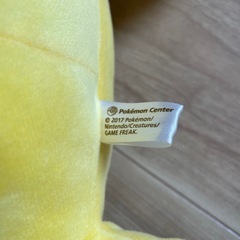 Pokémon Center
© 2017 Pokémon/
Nintendo/Creatures/
GAME FREAK.